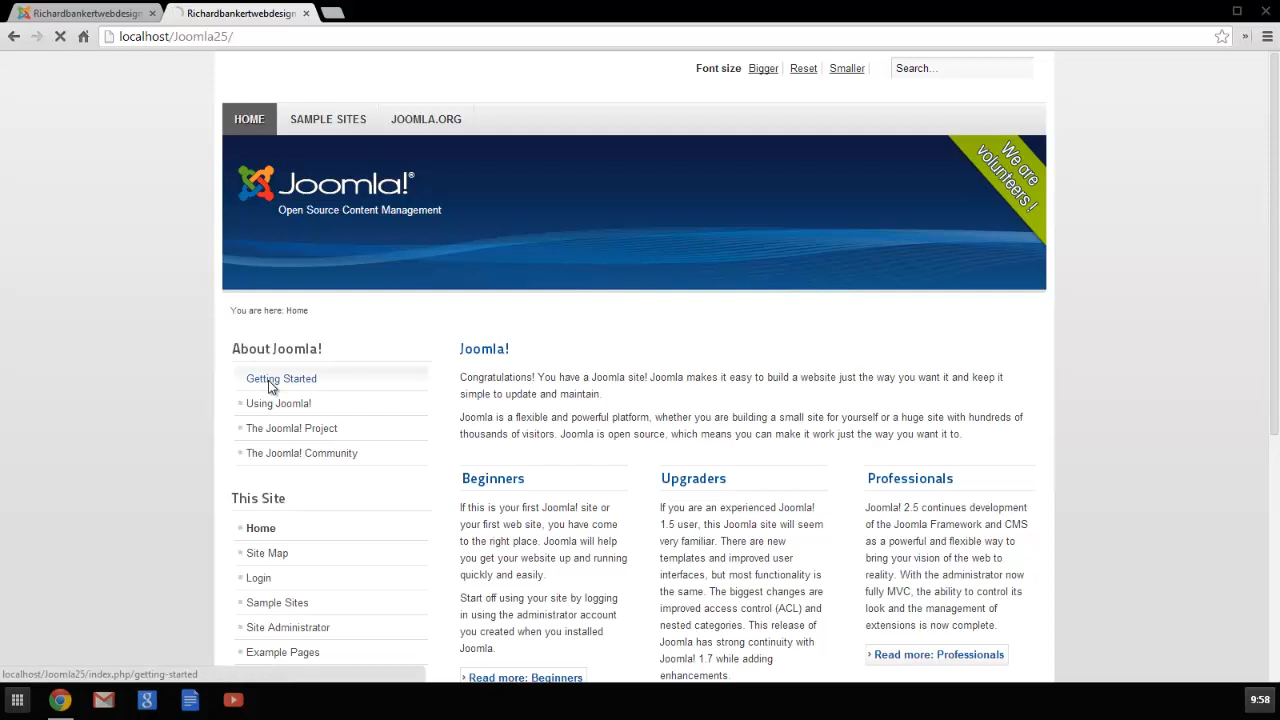 Richardbankertwebdesign
Richardbankertwebdesign
localhost/Joomla25/
Font size Bigger Reset Smaller
Search...
HOME SAMPLE SITES JOOMLA.ORG
Joomla!®
Open Source Content Management
We are
volunteers!
You are here: Home
About Joomla!
Getting Started
Using Joomla!
The Joomla! Project
The Joomla! Community
This Site
Home
Site Map
Login
Sample Sites
Site Administrator
Example Pages
Joomla!
Congratulations! You have a Joomla site! Joomla makes it easy to build a website just the way you want it and keep it
simple to update and maintain.
Joomla is a flexible and powerful platform, whether you are building a small site for yourself or a huge site with hundreds of
thousands of visitors. Joomla is open source, which means you can make it work just the way you want it to.
Beginners
If this is your first Joomla! site or
your first web site, you have come
to the right place. Joomla will help
you get your website up and running
quickly and easily.
Start off using your site by logging
in using the administrator account
you created when you installed
Joomla.
Read more: Beginners
Upgraders
If you are an experienced Joomla!
1.5 user, this Joomla site will seem
very familiar. There are new
templates and improved user
interfaces, but most functionality is
the same. The biggest changes are
improved access control (ACL) and
nested categories. This release of
Joomla has strong continuity with
Joomla! 1.7 while adding
enhancements.
Professionals
Joomla! 2.5 continues development
of the Joomla Framework and CMS
as a powerful and flexible way to
bring your vision of the web to
reality. With the administrator now
fully MVC, the ability to control its
look and the management of
extensions is now complete.
Read more: Professionals
localhost/Joomla25/index.php/getting-started
9:58